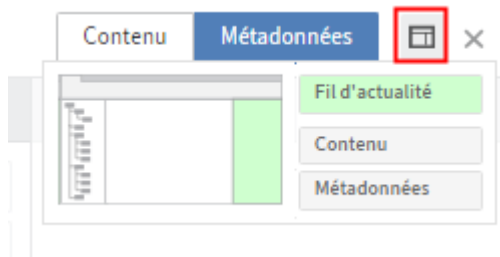 Contenu Métadonnées
Fil d'actualité
Contenu
Métadonnées